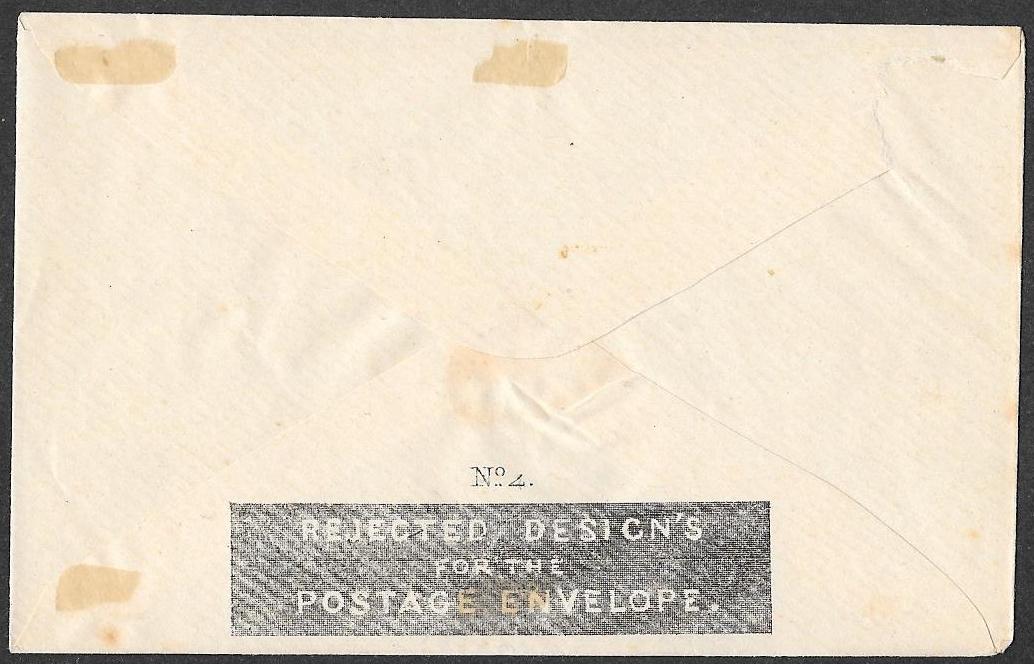 Nº 2.
REJECTED DESIGN'S
FOR THE
POSTAGE ENVELOPE.